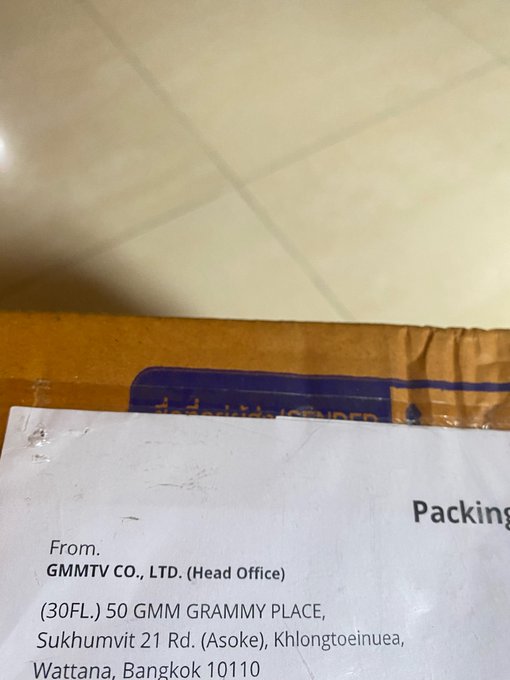 /SENDER
Packing
From.
GMMTV CO., LTD. (Head Office)
(30FL.) 50 GMM GRAMMY PLACE,
Sukhumvit 21 Rd. (Asoke), Khlongtoeinuea,
Wattana, Bangkok 10110